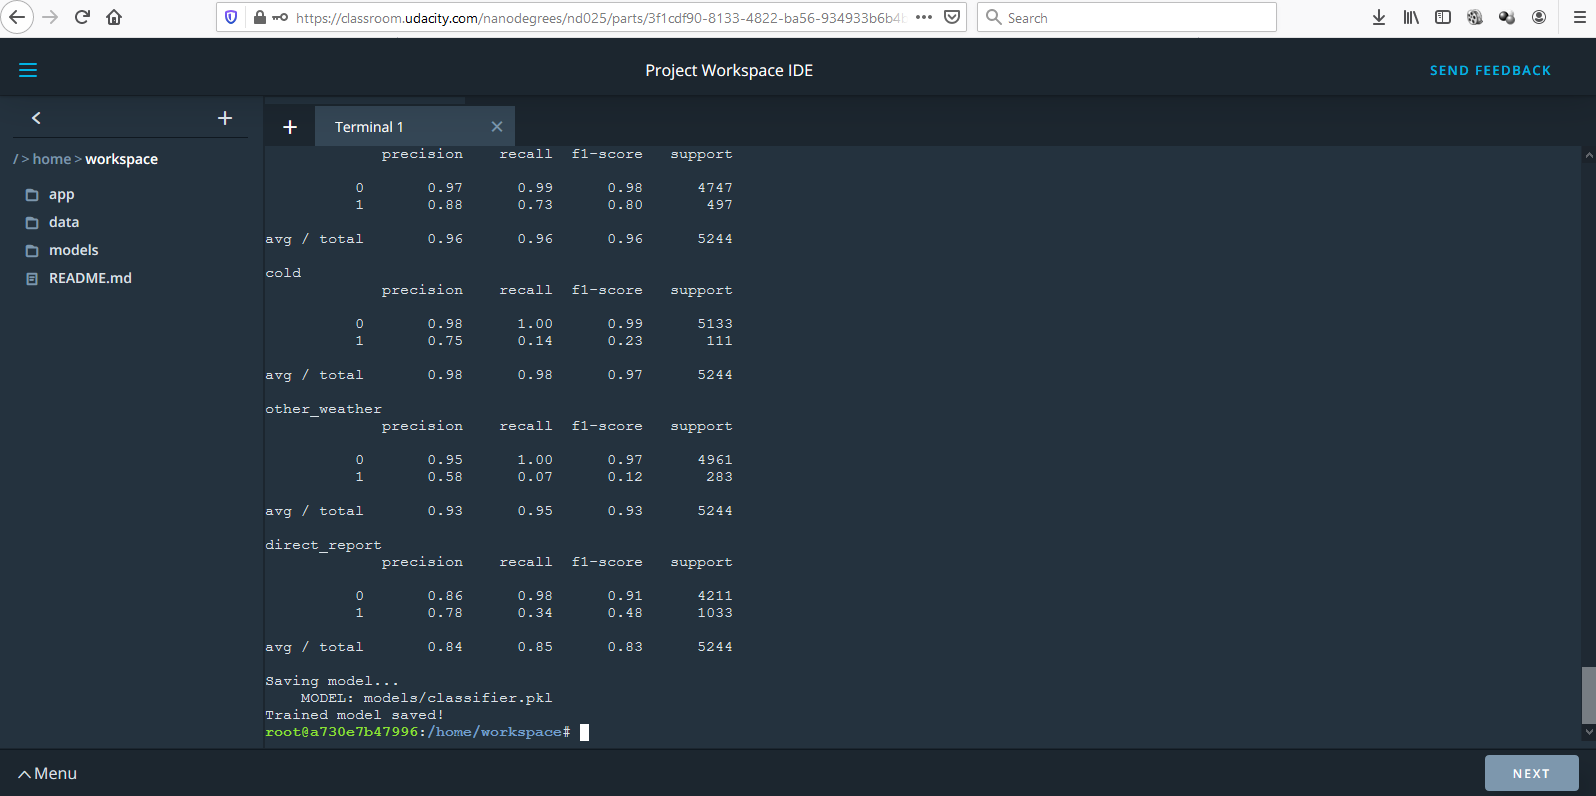 https://classroom.udacity.com/nanodegrees/nd025/parts/3f1cdf90-8133-4822-ba56-934933b6b4b
Search
Project Workspace IDE
SEND FEEDBACK
Terminal 1
/ > home > workspace
app
data
models
README.md
precision recall f1-score support
0 0.97 0.99 0.98 4747
1 0.88 0.73 0.80 497
avg / total 0.96 0.96 0.96 5244
cold
precision recall f1-score support
0 0.98 1.00 0.99 5133
1 0.75 0.14 0.23 111
avg / total 0.98 0.98 0.97 5244
other_weather
precision recall f1-score support
0 0.95 1.00 0.97 4961
1 0.58 0.07 0.12 283
avg / total 0.93 0.95 0.93 5244
direct_report
precision recall f1-score support
0 0.86 0.98 0.91 4211
1 0.78 0.34 0.48 1033
avg / total 0.84 0.85 0.83 5244
Saving model...
MODEL: models/classifier.pkl
Trained model saved!
root@a730e7b47996:/home/workspace#
Menu
NEXT